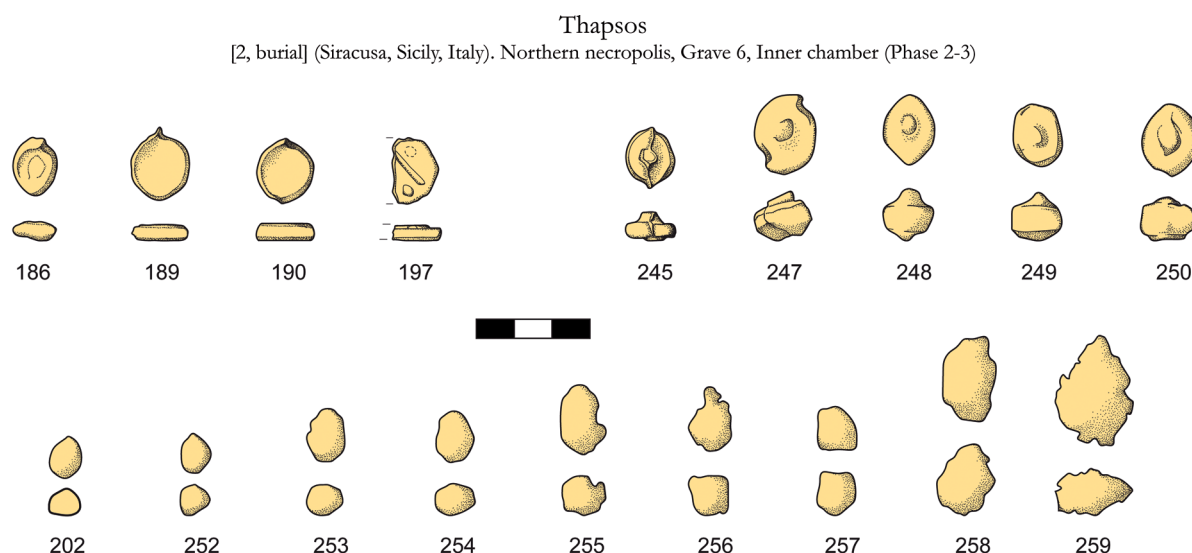 Thapsos
[2, burial] (Siracusa, Sicily, Italy). Northern necropolis, Grave 6, Inner chamber (Phase 2-3)
186 189 190 197 245 247 248 249 250
202 252 253 254 255 256 257 258 259